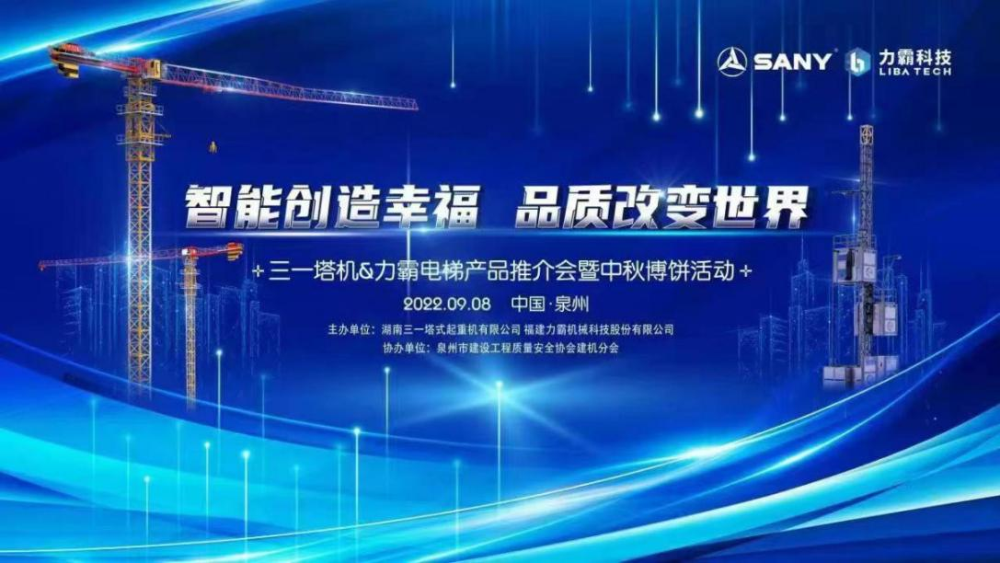 SANY 力霸科技
LIBA TECH
智能创造幸福 品质改变世界
三一塔机&力霸电梯产品推介会暨中秋博饼活动
2022.09.08 中国·泉州
主办单位：湖南三一塔式起重机有限公司 福建力霸机械科技股份有限公司
协办单位：泉州市建设工程质量安全协会建机分会